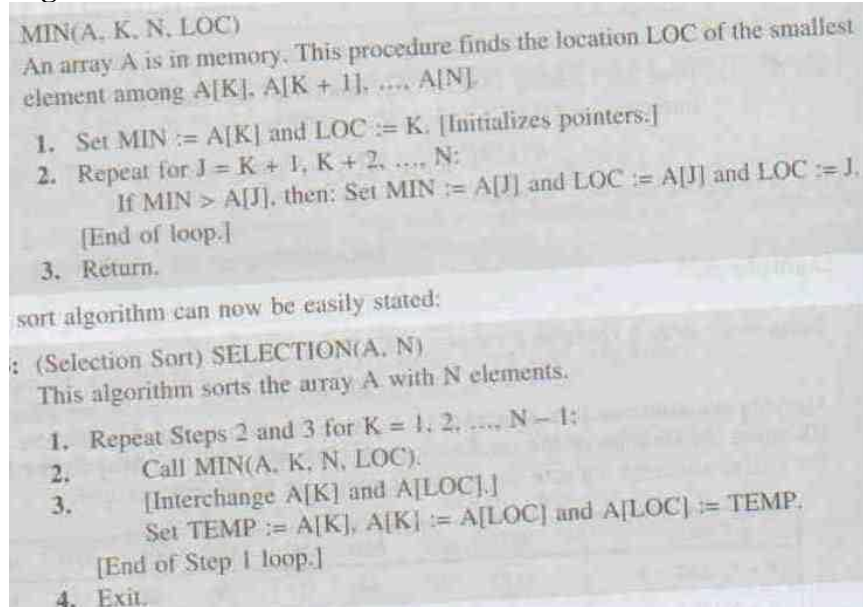 MIN(A, K, N, LOC)
An array A is in memory. This procedure finds the location LOC of the smallest
element among A[K], A[K + 1], ..., A[N].
1. Set MIN := A[K] and LOC := K. [Initializes pointers.]
2. Repeat for J = K + 1, K + 2, ..., N:
If MIN > A[J], then: Set MIN := A[J] and LOC := A[J] and LOC := J.
[End of loop.]
3. Return.
sort algorithm can now be easily stated:
: (Selection Sort) SELECTION(A, N)
This algorithm sorts the array A with N elements.
1. Repeat Steps 2 and 3 for K = 1, 2, ..., N – 1:
2. Call MIN(A, K, N, LOC).
3. [Interchange A[K] and A[LOC].]
Set TEMP := A[K], A[K] := A[LOC] and A[LOC] := TEMP.
[End of Step 1 loop.]
4. Exit.